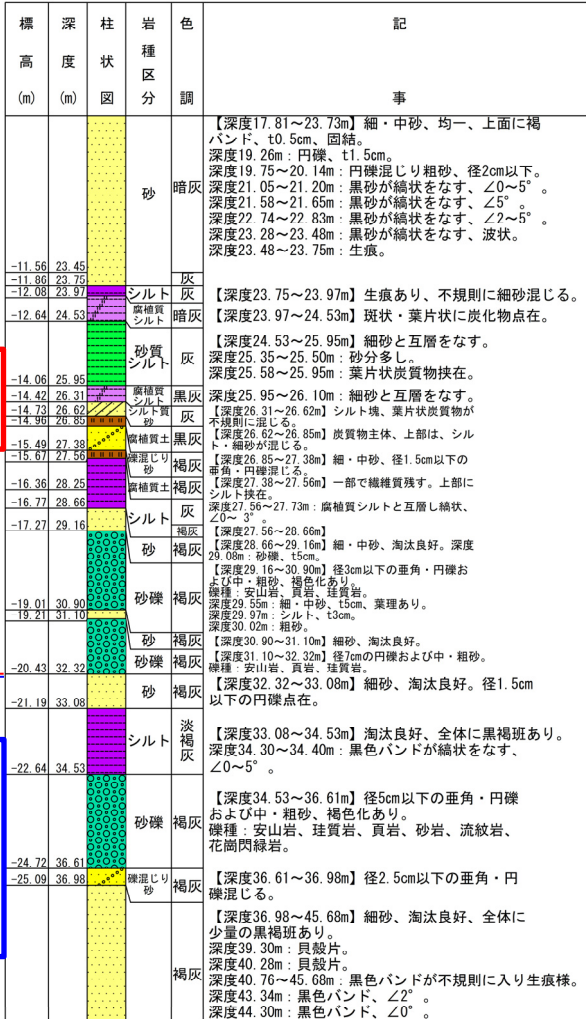 標高(m) 深度(m) 柱状図 岩種区分 色調 記事
【深度17.81～23.73m】細・中砂、均一、上面に褐
バンド、t0.5cm、固結。
深度19.26m：円礫、t1.5cm。
砂 暗灰 深度19.75～20.14m：円礫混じり粗砂、径2cm以下。
深度21.05～21.20m：黒砂が縞状をなす、∠0～5°。
深度21.58～21.65m：黒砂が縞状をなす、∠5°。
深度22.74～22.83m：黒砂が縞状をなす、∠2～5°。
深度23.28～23.48m：黒砂が縞状をなす、波状。
深度23.48～23.75m：生痕。
-11.56 23.45
-11.86 23.75 灰
-12.08 23.97 シルト 灰 【深度23.75～23.97m】生痕あり、不規則に細砂混じる。
-12.64 24.53 腐植質シルト 暗灰 【深度23.97～24.53m】斑状・葉片状に炭化物点在。
【深度24.53～25.95m】細砂と互層をなす。
砂質シルト 灰 深度25.35～25.50m：砂分多し。
深度25.58～25.95m：葉片状炭質物挟在。
-14.06 25.95
-14.42 26.31 腐植質シルト 黒灰 深度25.95～26.10m：細砂と互層をなす。
-14.73 26.62 シルト質砂 灰 【深度26.31～26.62m】シルト塊、葉片状炭質物が
不規則に混じる。
-14.96 26.85 腐植質土 黒灰 【深度26.62～26.85m】炭質物主体、上部は、シル
ト・細砂が混じる。
-15.49 27.38 礫混じり砂 褐灰 【深度26.85～27.38m】細・中砂、径1.5cm以下の
亜角・円礫混じる。
-15.67 27.56 腐植質土 褐灰 【深度27.38～27.56m】一部で繊維質残す。上部に
シルト挟在。
-16.36 28.25 シルト 灰 深度27.56～27.73m：腐植質シルトと互層し縞状、
∠0～ 3°。
-16.77 28.66 褐灰 【深度27.56～28.66m】
-17.27 29.16 砂 褐灰 【深度28.66～29.16m】細・中砂、淘汰良好。深度
29.08m：砂礫、t5cm。
【深度29.16～30.90m】径3cm以下の亜角・円礫お
よび中・粗砂、褐色化あり。
砂礫 褐灰 礫種：安山岩、頁岩、珪質岩。
深度29.55m：細・中砂、t5cm、葉理あり。
深度29.97m：シルト、t3cm。
深度30.02m：粗砂。
-19.01 30.90
-19.21 31.10 砂 褐灰 【深度30.90～31.10m】細砂、淘汰良好。
-20.43 32.32 砂礫 褐灰 【深度31.10～32.32m】径7cmの円礫および中・粗砂。
礫種：安山岩、頁岩、珪質岩。
-21.19 33.08 砂 褐灰 【深度32.32～33.08m】細砂、淘汰良好。径1.5cm
以下の円礫点在。
-22.64 34.53 シルト 淡褐灰 【深度33.08～34.53m】淘汰良好、全体に黒褐斑あり。
深度34.30～34.40m：黒色バンドが縞状をなす、
∠0～5°。
【深度34.53～36.61m】径5cm以下の亜角・円礫
砂礫 褐灰 および中・粗砂、褐色化あり。
礫種：安山岩、珪質岩、頁岩、砂岩、流紋岩、
花崗閃緑岩。
-24.72 36.61
-25.09 36.98 礫混じり砂 褐灰 【深度36.61～36.98m】径2.5cm以下の亜角・円
礫混じる。
【深度36.98～45.68m】細砂、淘汰良好、全体に
少量の黒褐斑あり。
深度39.30m：貝殻片。
褐灰 深度40.28m：貝殻片。
深度40.76～45.68m：黒色バンドが不規則に入り生痕様。
深度43.34m：黒色バンド、∠2°。
深度44.30m：黒色バンド、∠0°。